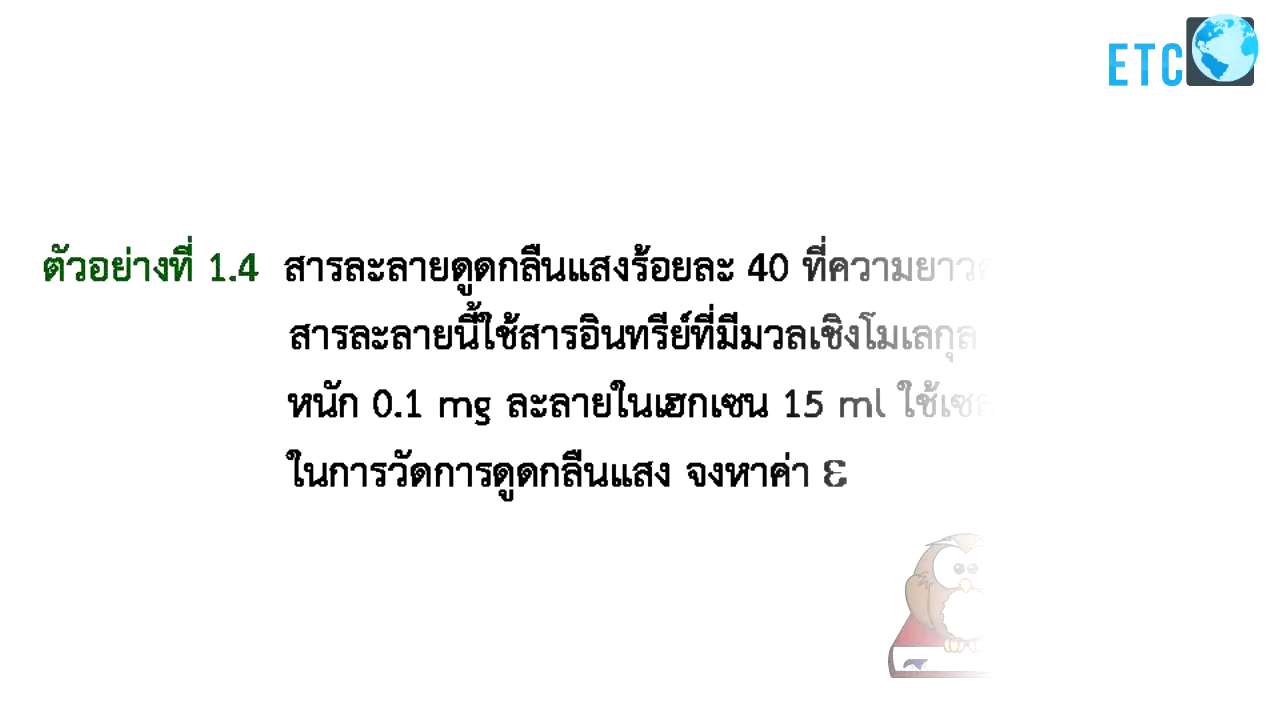 ETC
ตัวอย่างที่ 1.4 สารละลายดูดกลืนแสงร้อยละ 40 ที่ความยาว
สารละลายนี้ใช้สารอินทรีย์ที่มีมวลเชิงโมเลกุล
หนัก 0.1 mg ละลายในเฮกเซน 15 ml ใช้
ในการวัดการดูดกลืนแสง จงหาค่า ε